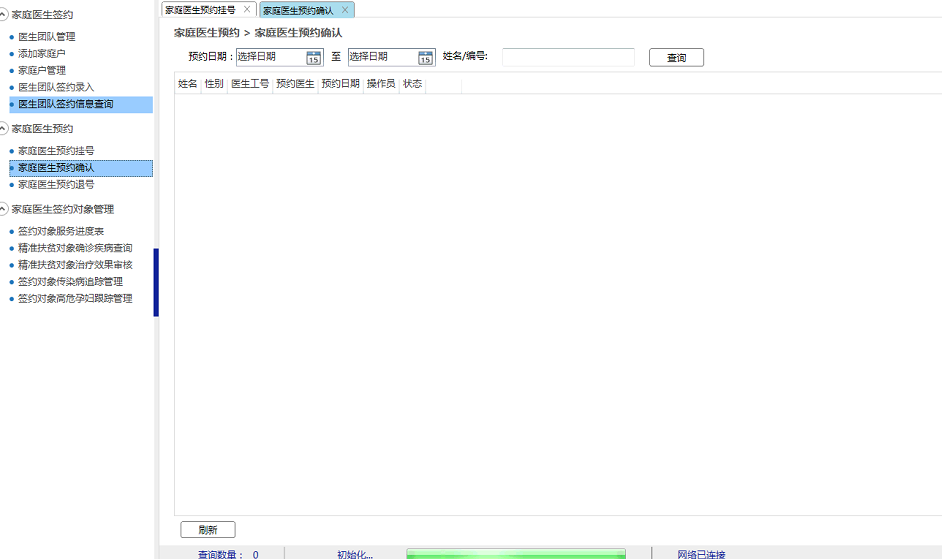 家庭医生签约
医生团队管理
添加家庭户
家庭户管理
医生团队签约录入
医生团队签约信息查询
家庭医生预约
家庭医生预约挂号
家庭医生预约确认
家庭医生预约退号
家庭医生签约对象管理
签约对象服务进度表
精准扶贫对象确诊疾病查询
精准扶贫对象治疗效果审核
签约对象传染病追踪管理
签约对象高危孕妇跟踪管理
家庭医生预约挂号 家庭医生预约确认
家庭医生预约 > 家庭医生预约确认
预约日期： 选择日期 15 至 选择日期 15 姓名/编号: 查询
姓名 性别 医生工号 预约医生 预约日期 操作员 状态
刷新
查询数量： 0 初始化... 网络已连接